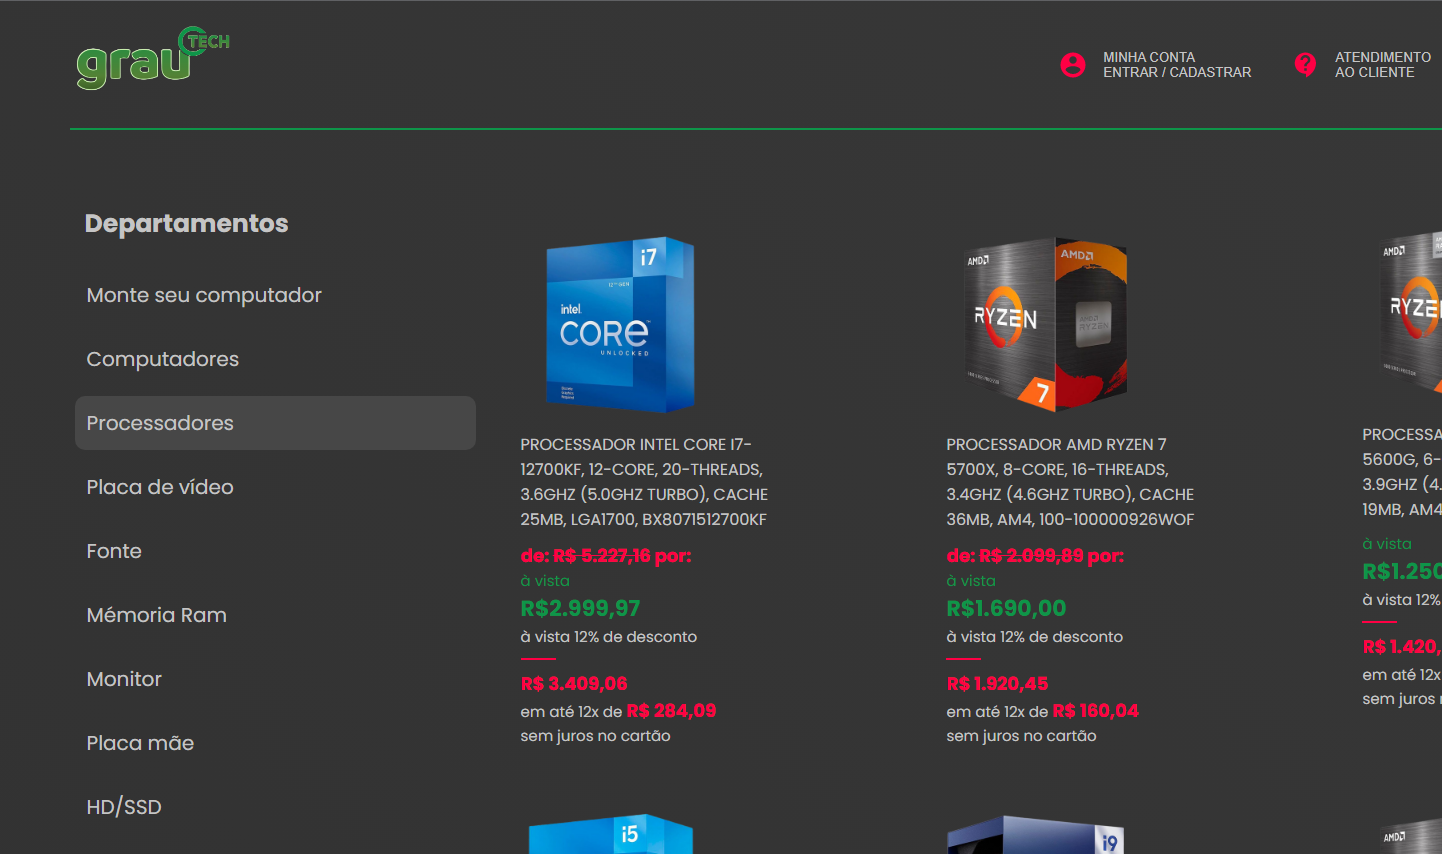 grau TECH
MINHA CONTA
ENTRAR / CADASTRAR
ATENDIMENTO
AO CLIENTE
Departamentos
Monte seu computador
Computadores
Processadores
Placa de vídeo
Fonte
Mémoria Ram
Monitor
Placa mãe
HD/SSD
i7
12TH GEN
intel
CORE
UNLOCKED
PROCESSADOR INTEL CORE I7-
12700KF, 12-CORE, 20-THREADS,
3.6GHZ (5.0GHZ TURBO), CACHE
25MB, LGA1700, BX8071512700KF
de: R$ 5.227,16 por:
à vista
R$2.999,97
à vista 12% de desconto
R$ 3.409,06
em até 12x de R$ 284,09
sem juros no cartão
AMD
AMD
RYZEN
AMD
RYZEN
7
PROCESSADOR AMD RYZEN 7
5700X, 8-CORE, 16-THREADS,
3.4GHZ (4.6GHZ TURBO), CACHE
36MB, AM4, 100-100000926WOF
de: R$ 2.099,89 por:
à vista
R$1.690,00
à vista 12% de desconto
R$ 1.920,45
em até 12x de R$ 160,04
sem juros no cartão
AMD
RYZE
PROCESSA
5600G, 6-
3.9GHZ (4.
19MB, AM4
à vista
R$1.250
à vista 12%
R$ 1.420,
em até 12x
sem juros
i5
i9
AMD